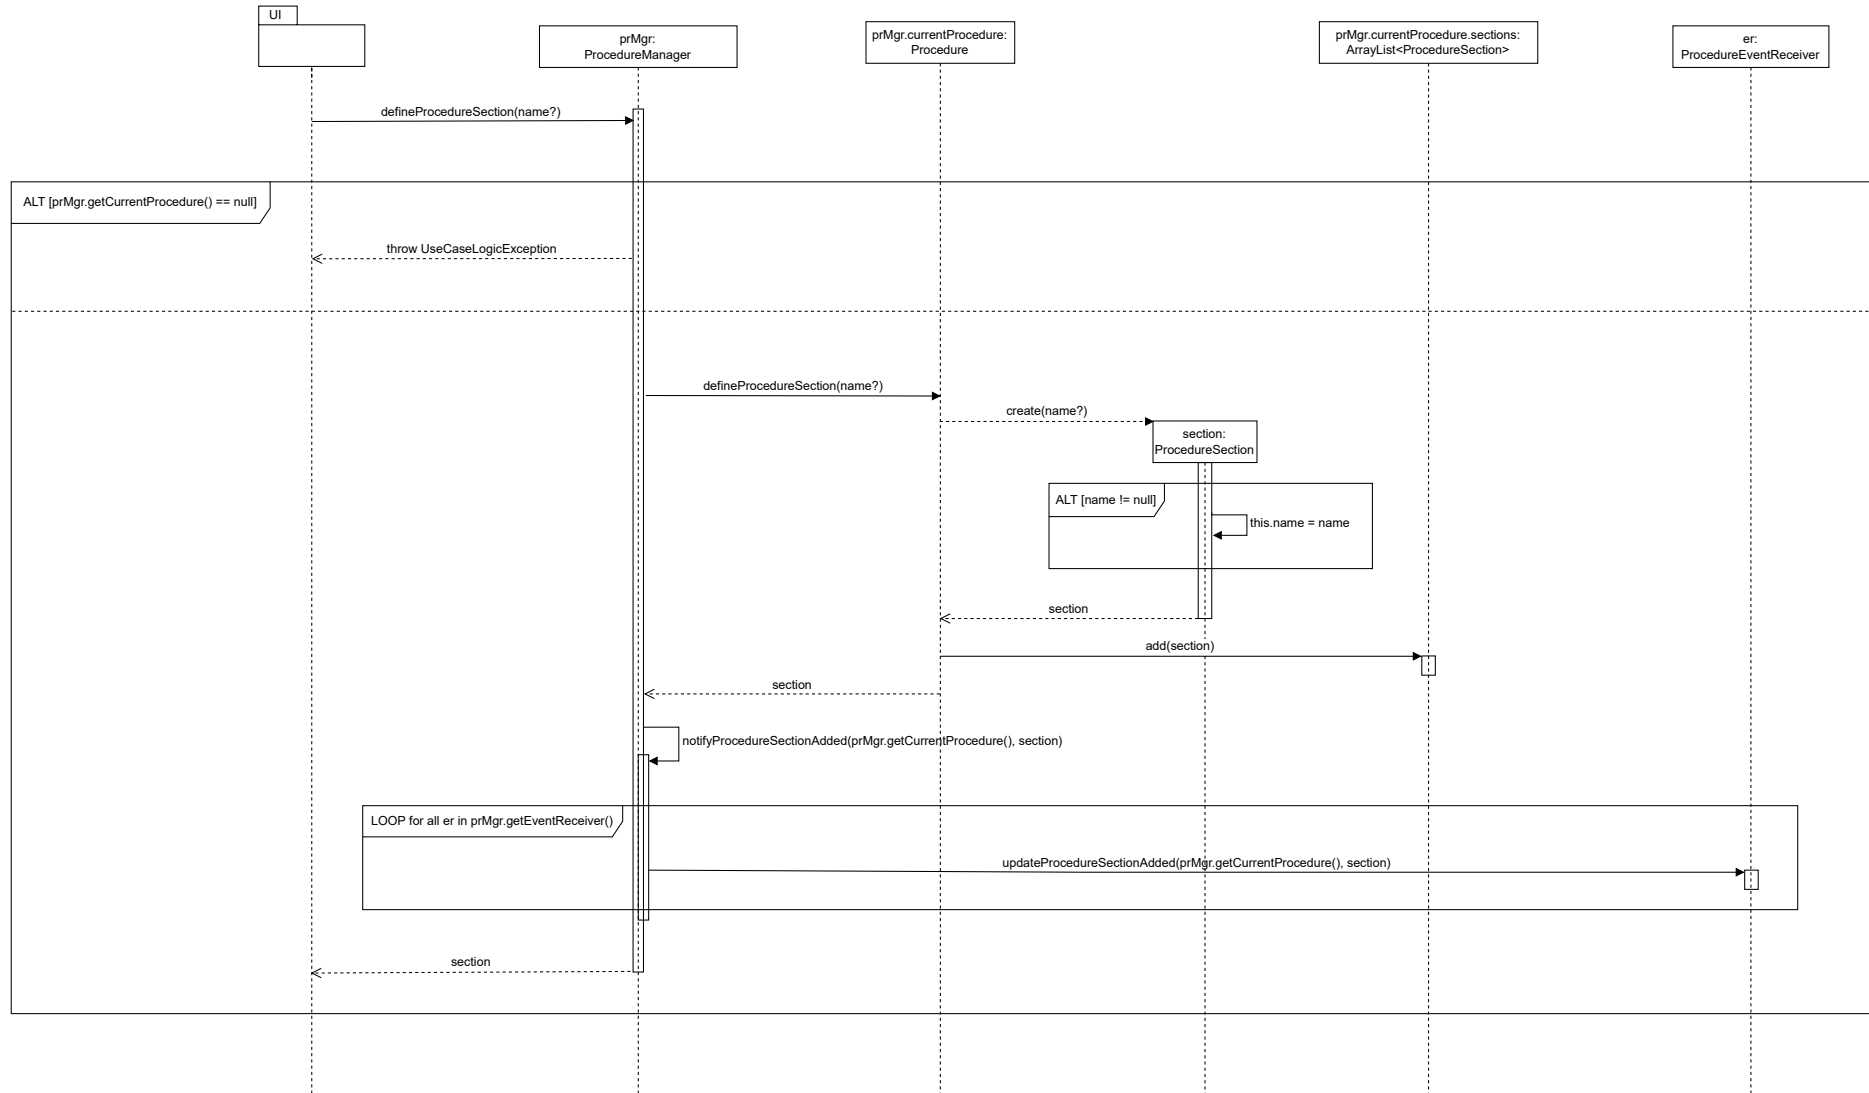 UI
prMgr:
ProcedureManager
prMgr.currentProcedure:
Procedure
prMgr.currentProcedure.sections:
ArrayList<ProcedureSection>
er:
ProcedureEventReceiver
defineProcedureSection(name?)
ALT [prMgr.getCurrentProcedure() == null]
throw UseCaseLogicException
defineProcedureSection(name?)
create(name?)
section:
ProcedureSection
ALT [name != null]
this.name = name
section
add(section)
section
notifyProcedureSectionAdded(prMgr.getCurrentProcedure(), section)
LOOP for all er in prMgr.getEventReceiver()
updateProcedureSectionAdded(prMgr.getCurrentProcedure(), section)
section